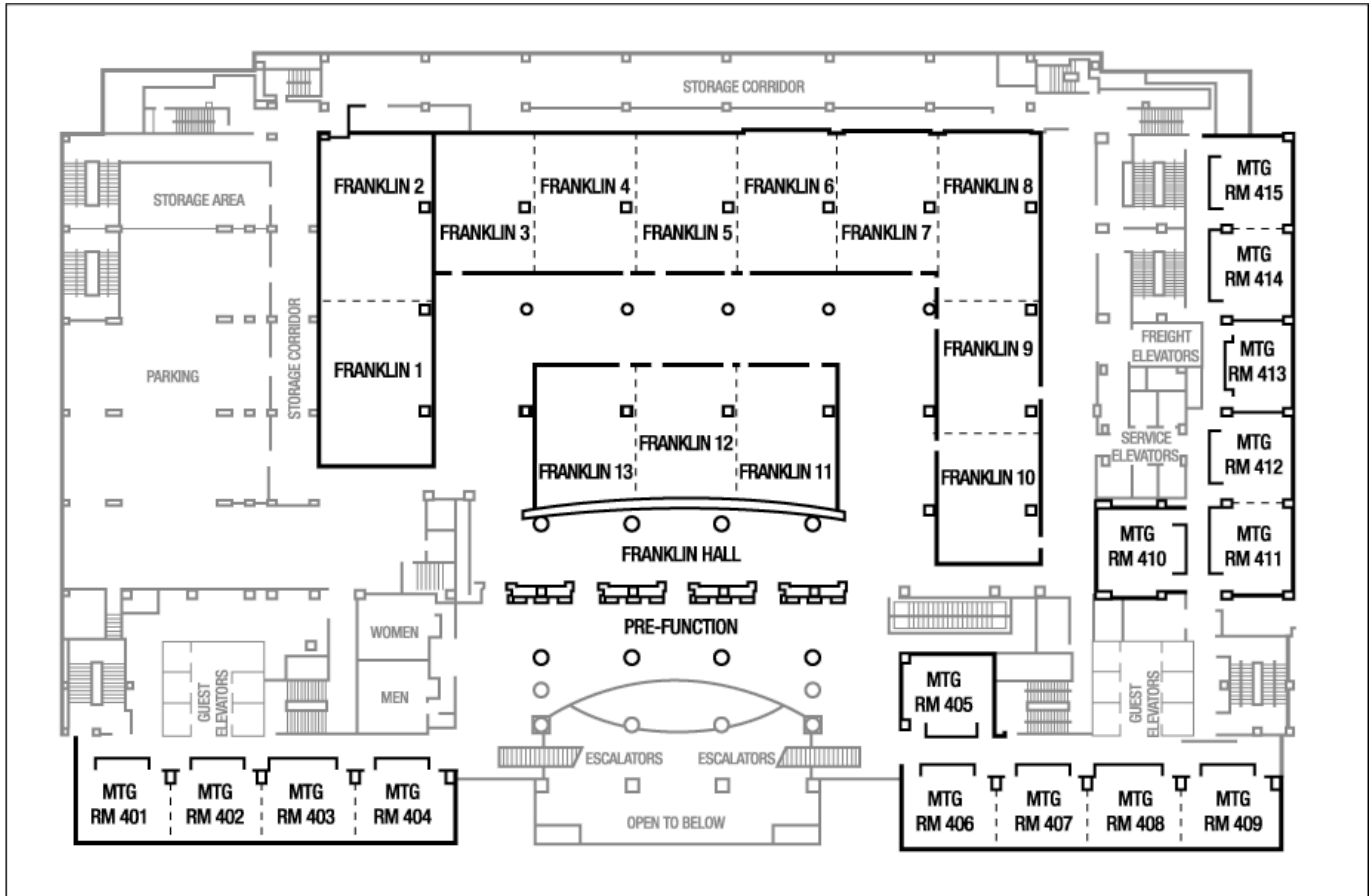 STORAGE CORRIDOR
FRANKLIN 2
FRANKLIN 4
FRANKLIN 6
FRANKLIN 8
MTG
RM 415
STORAGE AREA
FRANKLIN 3
FRANKLIN 5
FRANKLIN 7
MTG
RM 414
STORAGE CORRIDOR
PARKING
FRANKLIN 1
FRANKLIN 9
FREIGHT
ELEVATORS
MTG
RM 413
FRANKLIN 12
FRANKLIN 13
FRANKLIN 11
FRANKLIN 10
SERVICE
ELEVATORS
MTG
RM 412
FRANKLIN HALL
MTG
RM 410
MTG
RM 411
PRE-FUNCTION
WOMEN
MEN
GUEST
ELEVATORS
MTG
RM 405
GUEST
ELEVATORS
ESCALATORS
ESCALATORS
MTG
RM 401
MTG
RM 402
MTG
RM 403
MTG
RM 404
OPEN TO BELOW
MTG
RM 406
MTG
RM 407
MTG
RM 408
MTG
RM 409